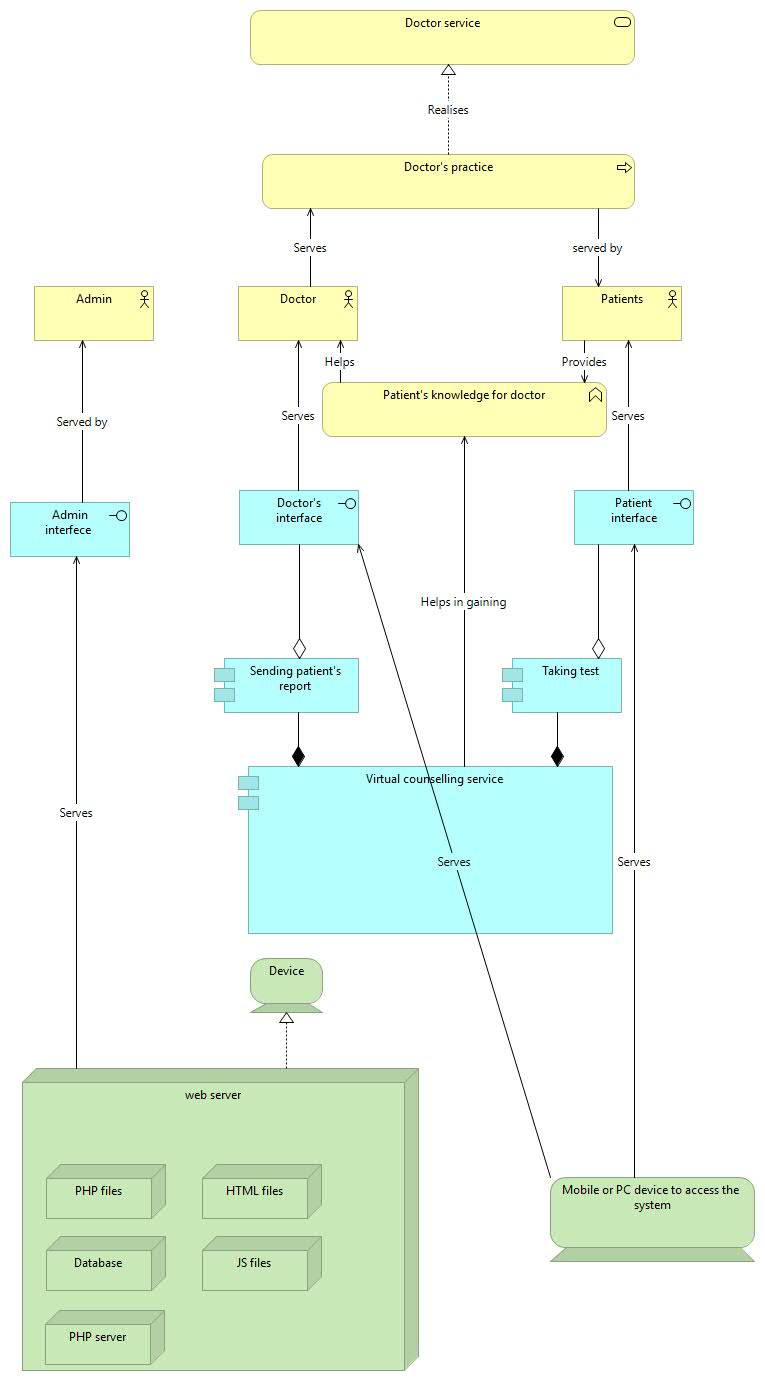 Doctor service
Realises
Doctor's practice
Serves
served by
Admin
Doctor
Patients
Helps
Provides
Patient's knowledge for doctor
Served by
Serves
Serves
Admin
interfece
Doctor's
interface
Patient
interface
Helps in gaining
Sending patient's
report
Taking test
Virtual counselling service
Serves
Serves
Serves
Device
web server
PHP files
HTML files
Mobile or PC device to access the
system
Database
JS files
PHP server